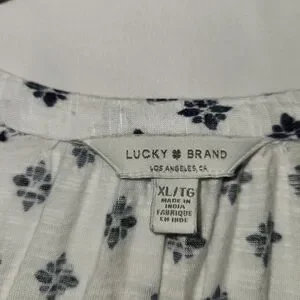 LUCKY BRAND
LOS ANGELES, CA
XL/TG
MADE IN
INDIA
FABRIQUE
EN INDE